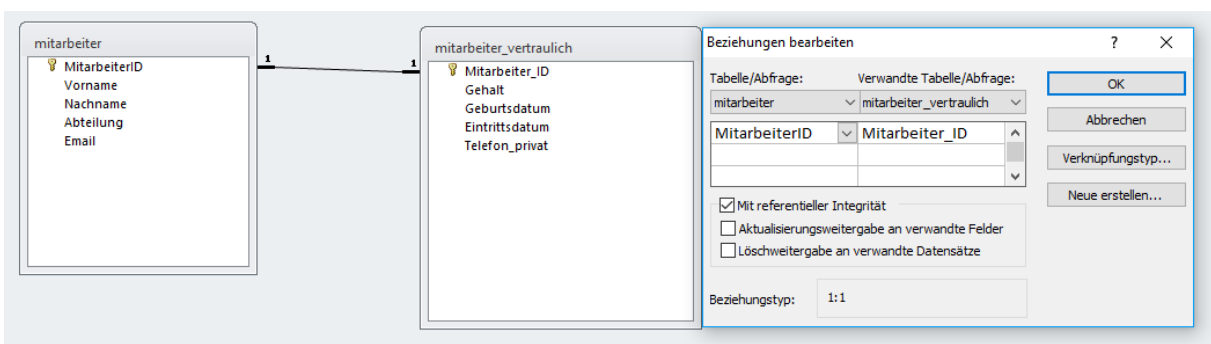 mitarbeiter
MitarbeiterID
Vorname
Nachname
Abteilung
Email
1
1
mitarbeiter_vertraulich
Mitarbeiter_ID
Gehalt
Geburtsdatum
Eintrittsdatum
Telefon_privat
Beziehungen bearbeiten ? X
Tabelle/Abfrage: Verwandte Tabelle/Abfrage:
mitarbeiter mitarbeiter_vertraulich
MitarbeiterID Mitarbeiter_ID
Mit referentieller Integrität
Aktualisierungsweitergabe an verwandte Felder
Löschweitergabe an verwandte Datensätze
Beziehungstyp: 1:1
OK
Abbrechen
Verknüpfungstyp...
Neue erstellen...